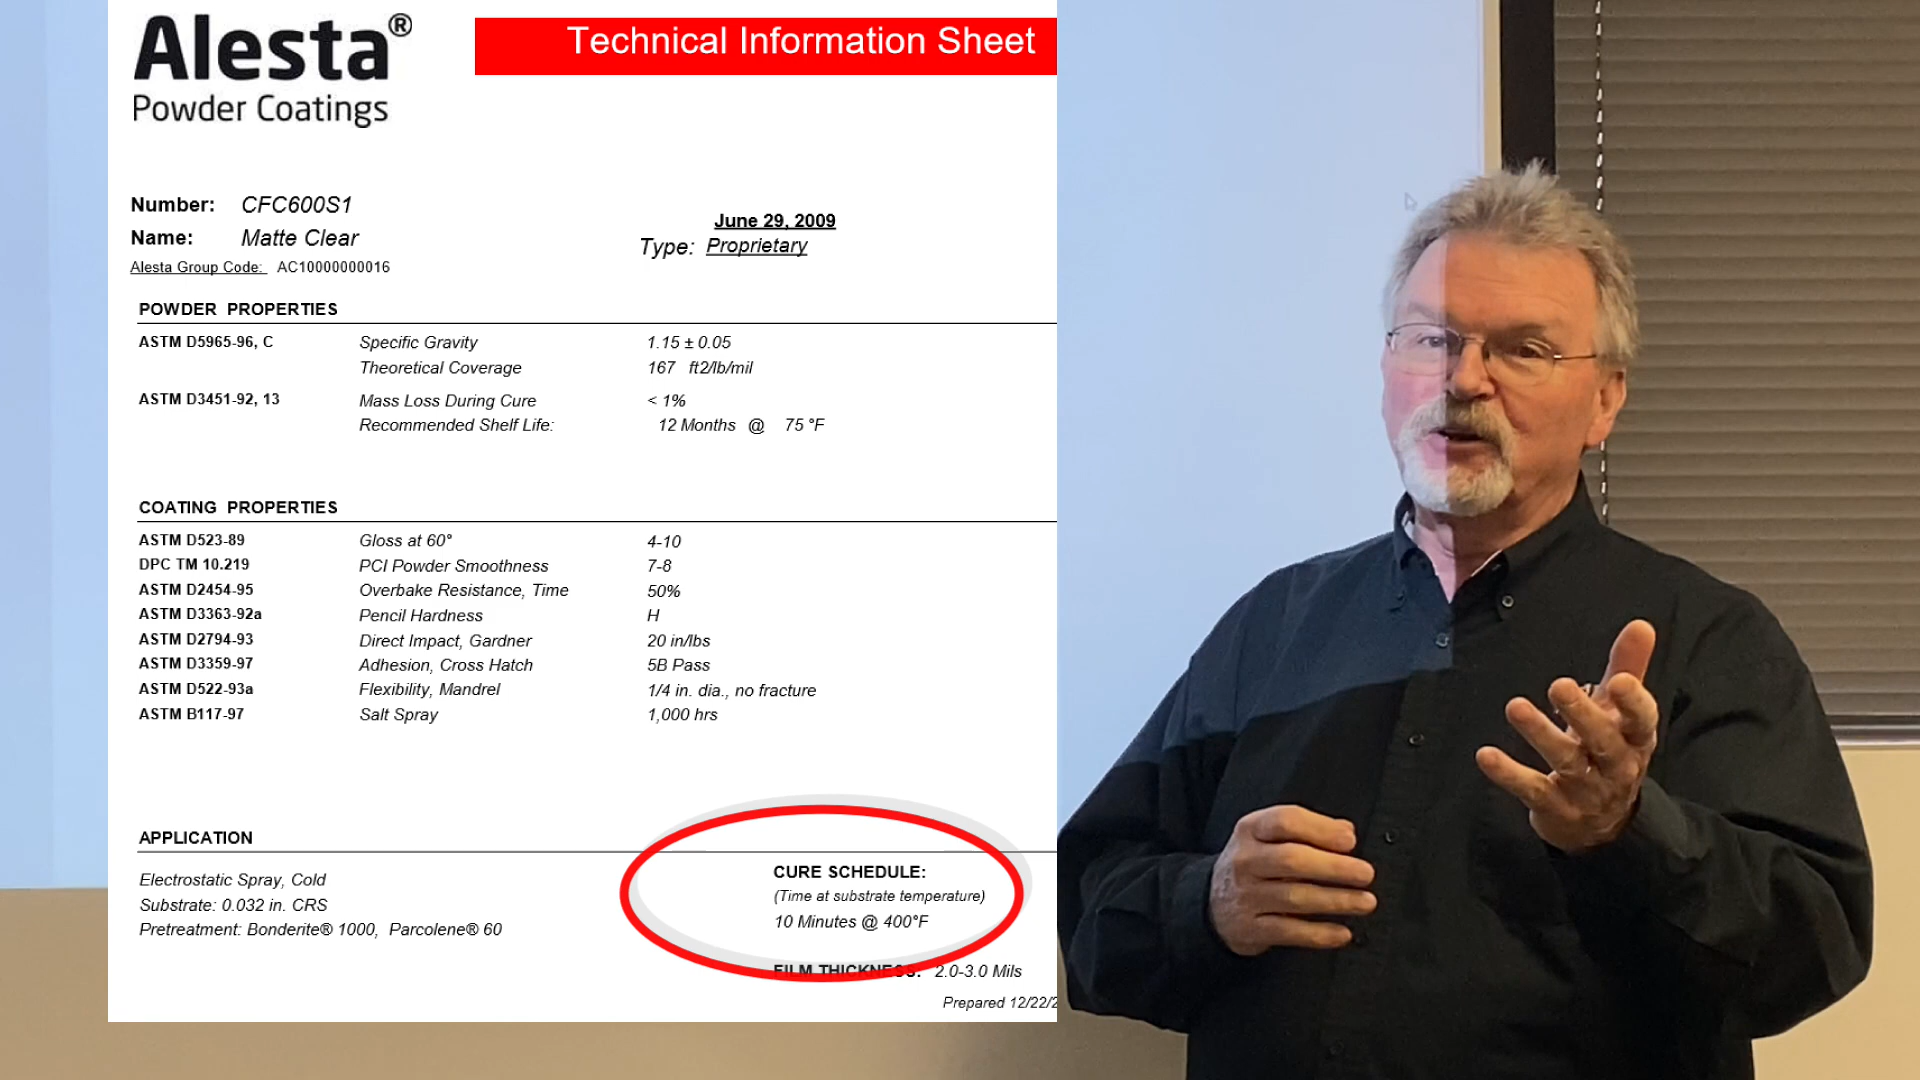 Alesta®
Powder Coatings
Technical Information Sheet
Number: CFC600S1
Name: Matte Clear
Alesta Group Code: AC10000000016
June 29, 2009
Type: Proprietary
POWDER PROPERTIES
ASTM D5965-96, C Specific Gravity 1.15 ± 0.05
Theoretical Coverage 167 ft2/lb/mil
ASTM D3451-92, 13 Mass Loss During Cure < 1%
Recommended Shelf Life: 12 Months @ 75 °F
COATING PROPERTIES
ASTM D523-89 Gloss at 60° 4-10
DPC TM 10.219 PCI Powder Smoothness 7-8
ASTM D2454-95 Overbake Resistance, Time 50%
ASTM D3363-92a Pencil Hardness H
ASTM D2794-93 Direct Impact, Gardner 20 in/lbs
ASTM D3359-97 Adhesion, Cross Hatch 5B Pass
ASTM D522-93a Flexibility, Mandrel 1/4 in. dia., no fracture
ASTM B117-97 Salt Spray 1,000 hrs
APPLICATION
Electrostatic Spray, Cold
Substrate: 0.032 in. CRS
Pretreatment: Bonderite® 1000, Parcolene® 60
CURE SCHEDULE:
(Time at substrate temperature)
10 Minutes @ 400°F
FILM THICKNESS: 2.0-3.0 Mils
Prepared 12/22/2